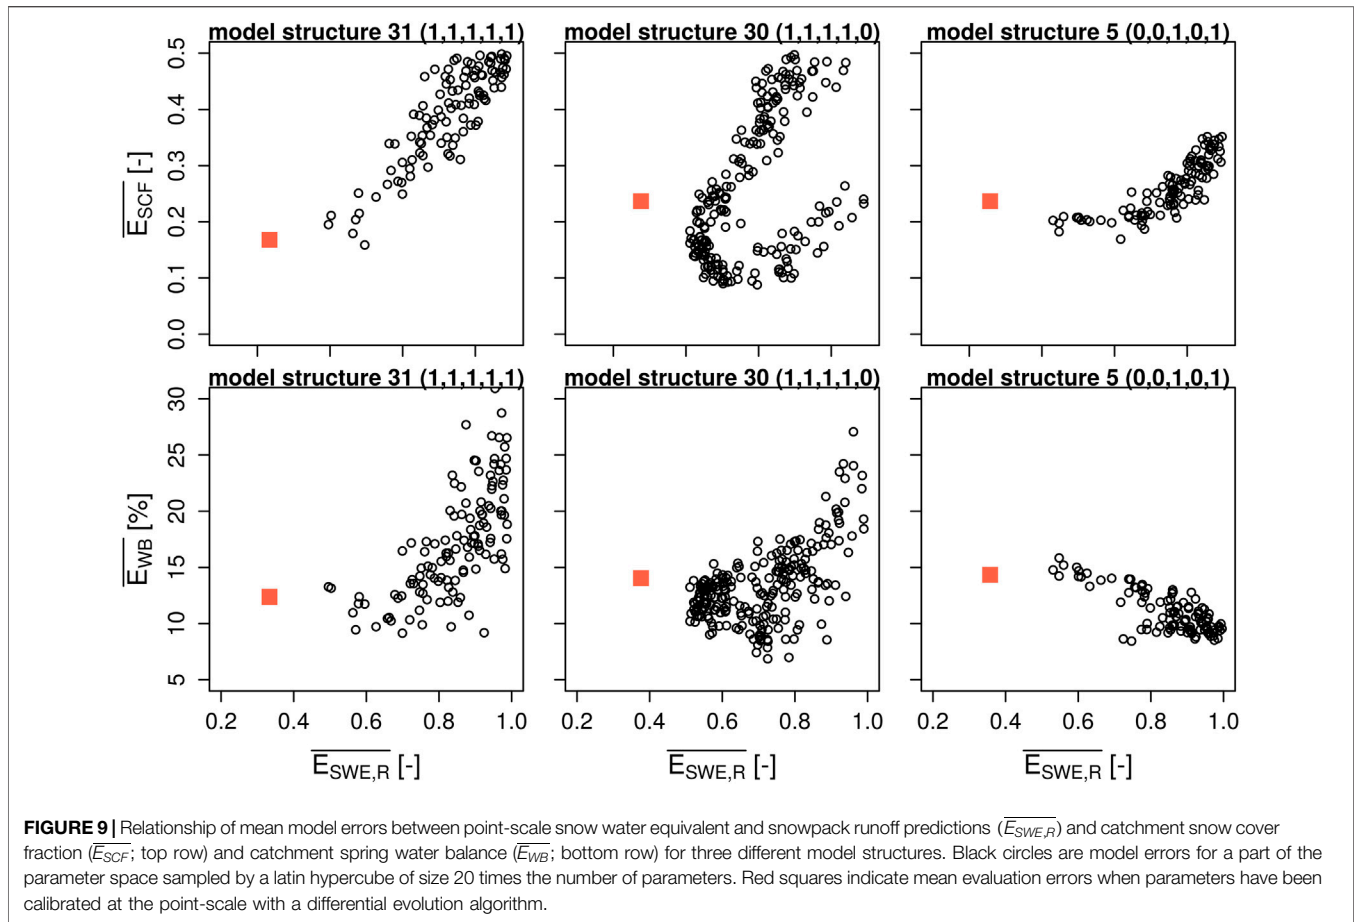 model structure 31 (1,1,1,1,1)
model structure 30 (1,1,1,1,0)
model structure 5 (0,0,1,0,1)
E_SCF [-]
0.5
0.4
0.3
0.2
0.1
0.0
model structure 31 (1,1,1,1,1)
model structure 30 (1,1,1,1,0)
model structure 5 (0,0,1,0,1)
E_WB [%]
30
25
20
15
10
5
0.2 0.4 0.6 0.8 1.0
0.2 0.4 0.6 0.8 1.0
0.2 0.4 0.6 0.8 1.0
E_SWE,R [-]
E_SWE,R [-]
E_SWE,R [-]
FIGURE 9 | Relationship of mean model errors between point-scale snow water equivalent and snowpack runoff predictions (E_SWE,R) and catchment snow cover
fraction (E_SCF; top row) and catchment spring water balance (E_WB; bottom row) for three different model structures. Black circles are model errors for a part of the
parameter space sampled by a latin hypercube of size 20 times the number of parameters. Red squares indicate mean evaluation errors when parameters have been
calibrated at the point-scale with a differential evolution algorithm.